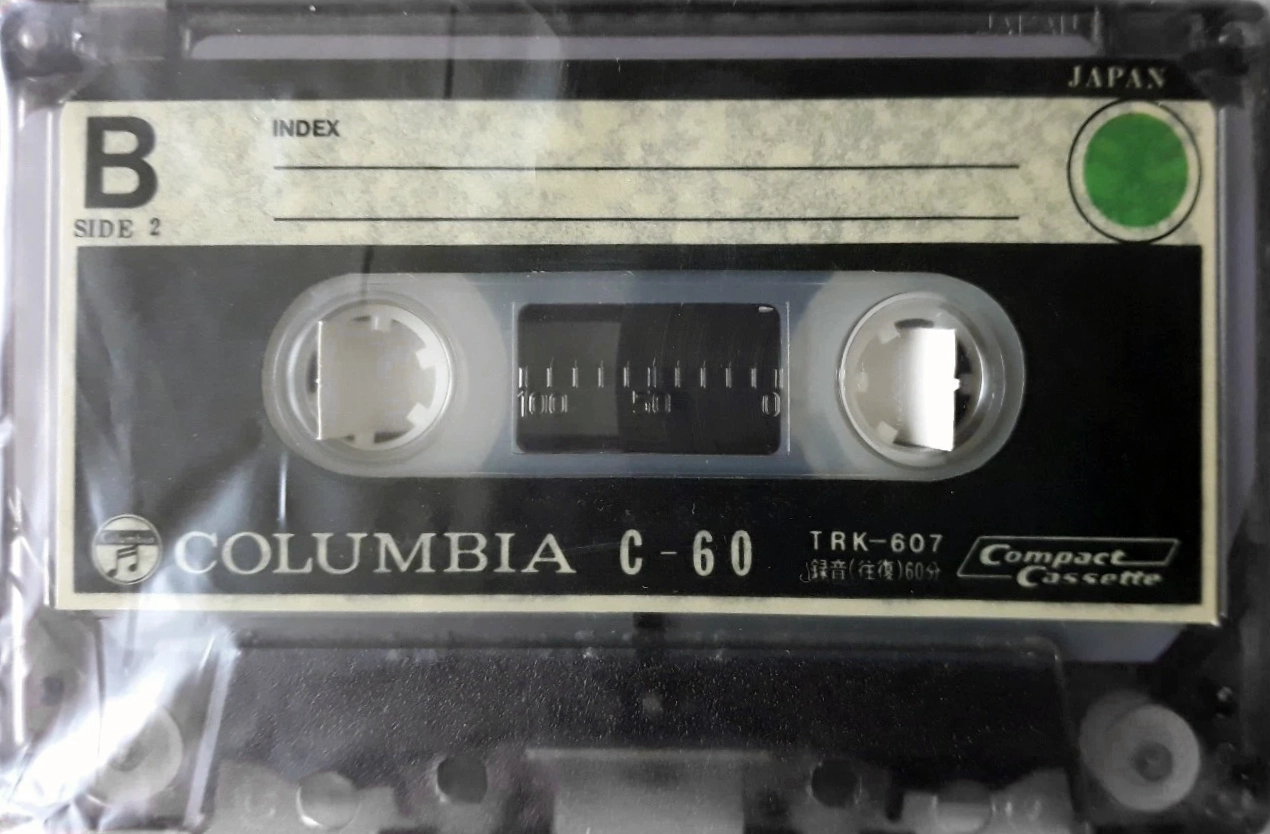 JAPAN
B
INDEX
SIDE 2
100 50 0
Columbia
COLUMBIA C-60
TRK-607
録音(往復)60分
Compact
Cassette